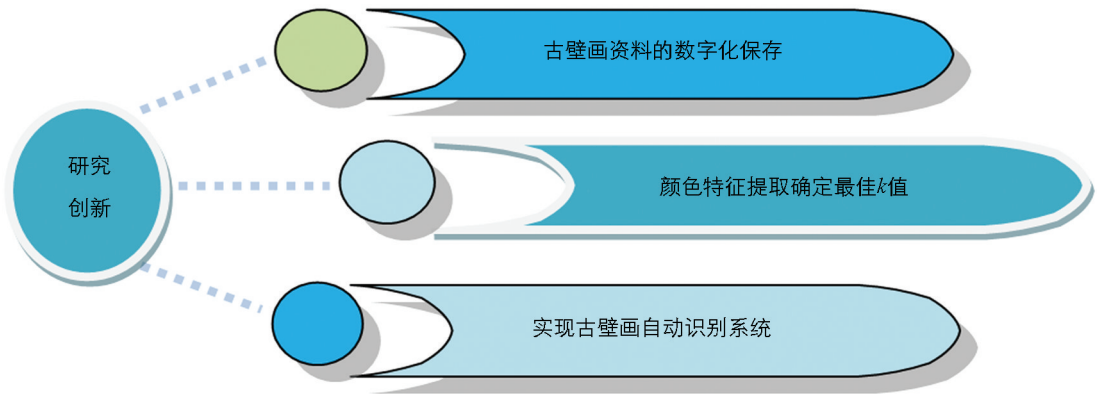 古壁画资料的数字化保存
研究
创新
颜色特征提取确定最佳k值
实现古壁画自动识别系统